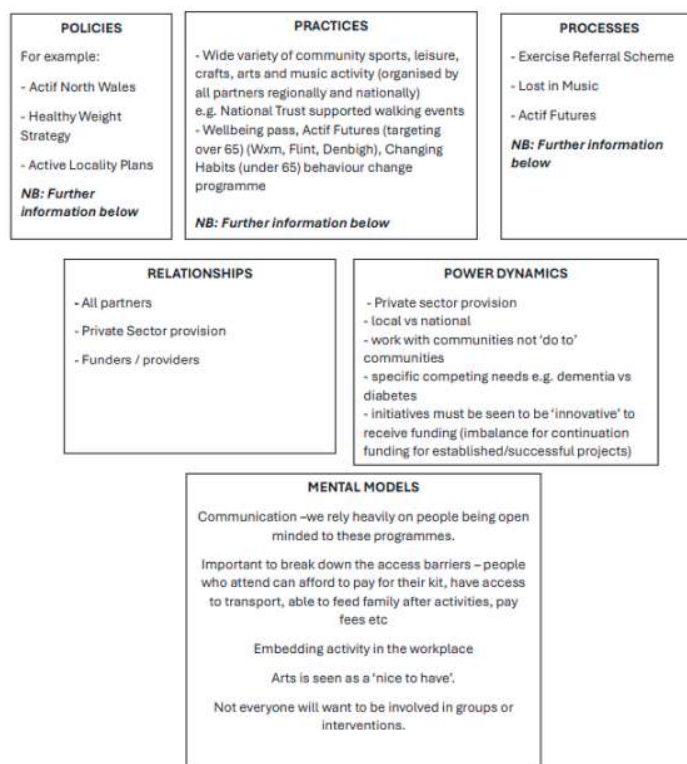 POLICIES
For example:
- Actif North Wales
- Healthy Weight
Strategy
- Active Locality Plans
NB: Further
information below
PRACTICES
- Wide variety of community sports, leisure,
crafts, arts and music activity (organised by
all partners regionally and nationally)
e.g. National Trust supported walking events
- Wellbeing pass, Actif Futures (targeting
over 65) (Wxm, Flint, Denbigh), Changing
Habits (under 65) behaviour change
programme
NB: Further information below
PROCESSES
- Exercise Referral Scheme
- Lost in Music
- Actif Futures
NB: Further information
below
RELATIONSHIPS
- All partners
- Private Sector provision
- Funders / providers
POWER DYNAMICS
- Private sector provision
- local vs national
- work with communities not 'do to'
communities
- specific competing needs e.g. dementia vs
diabetes
- initiatives must be seen to be 'innovative' to
receive funding (imbalance for continuation
funding for established/successful projects)
MENTAL MODELS
Communication –we rely heavily on people being open
minded to these programmes.
Important to break down the access barriers – people
who attend can afford to pay for their kit, have access
to transport, able to feed family after activities, pay
fees etc
Embedding activity in the workplace
Arts is seen as a 'nice to have'.
Not everyone will want to be involved in groups or
interventions.